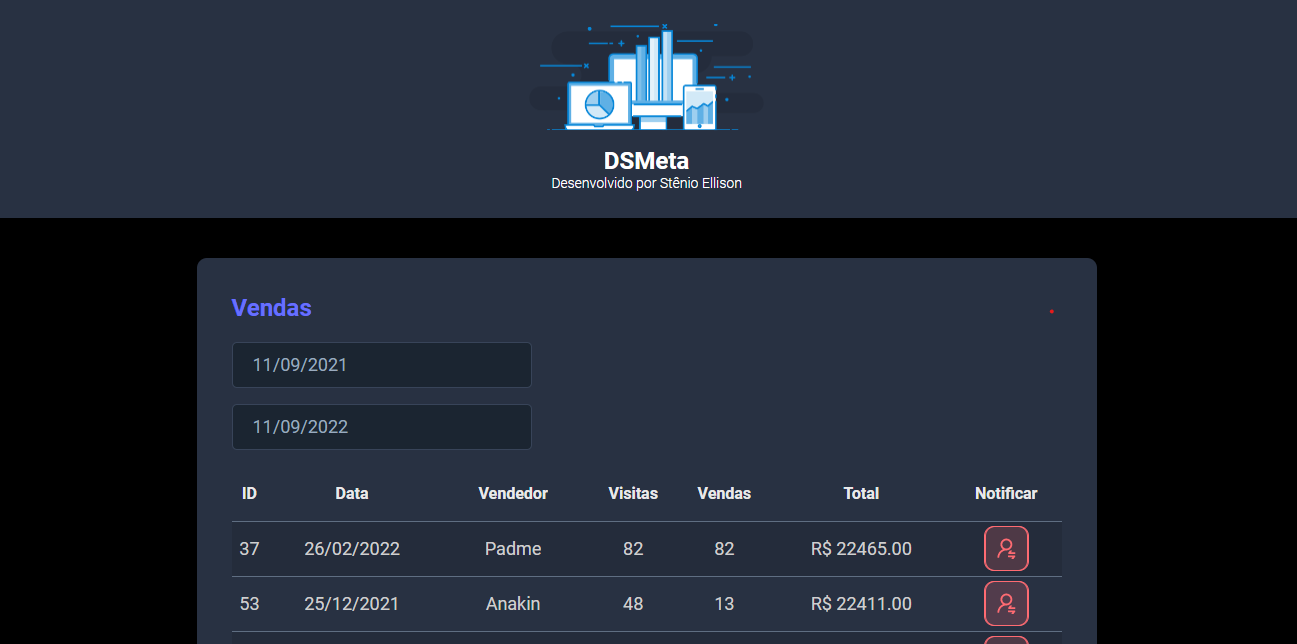 DSMeta
Desenvolvido por Stênio Ellison
Vendas
11/09/2021
11/09/2022
ID Data Vendedor Visitas Vendas Total Notificar
37 26/02/2022 Padme 82 82 R$ 22465.00
53 25/12/2021 Anakin 48 13 R$ 22411.00